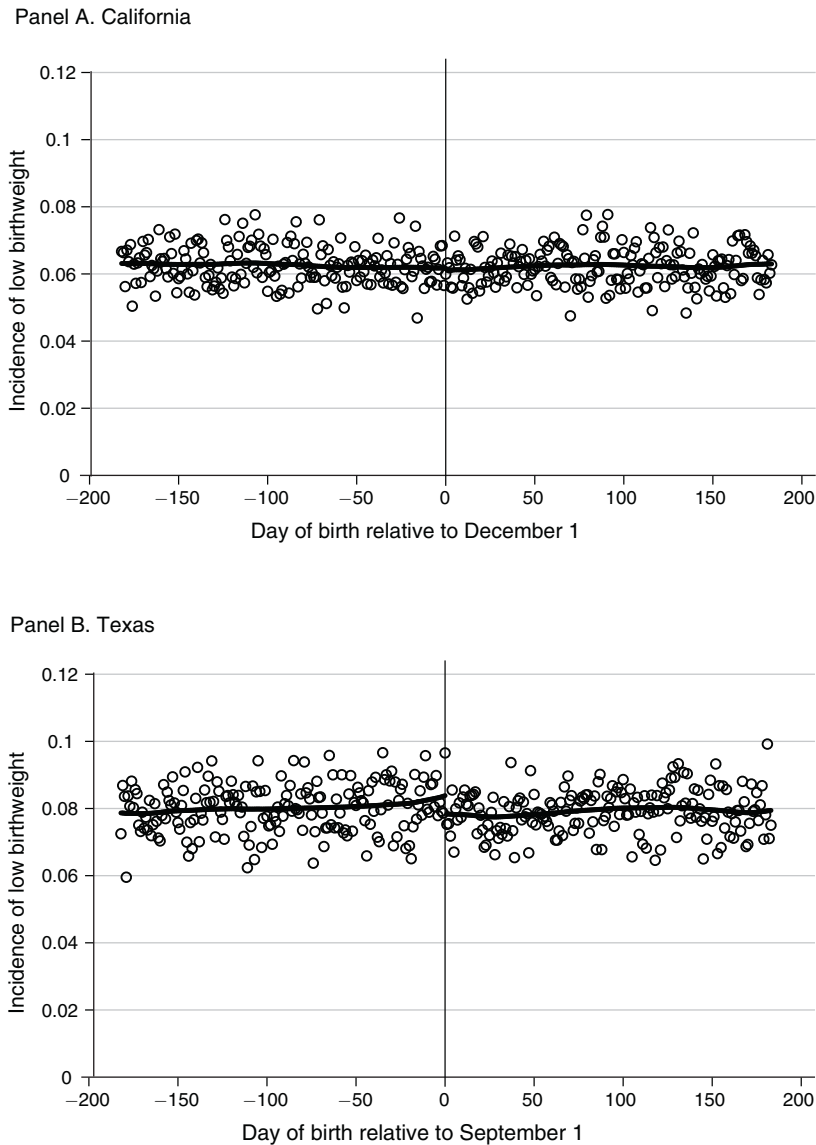 Panel A. California
0.12
0.1
0.08
0.06
0.04
0.02
0
−200 −150 −100 −50 0 50 100 150 200
Incidence of low birthweight
Day of birth relative to December 1
Panel B. Texas
0.12
0.1
0.08
0.06
0.04
0.02
0
−200 −150 −100 −50 0 50 100 150 200
Incidence of low birthweight
Day of birth relative to September 1